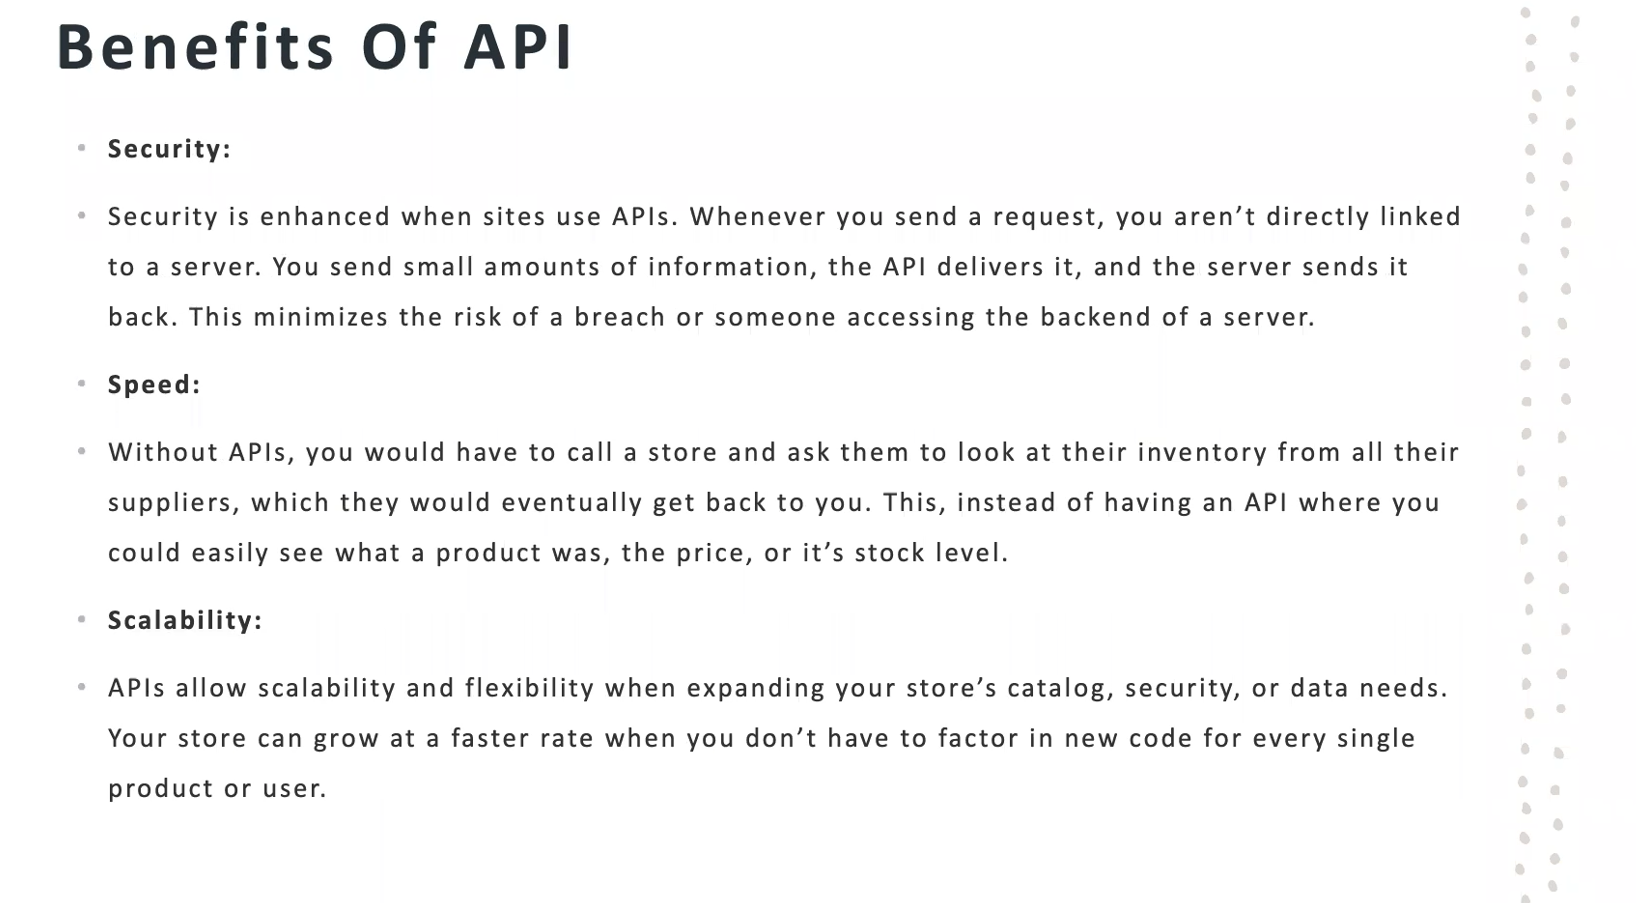 Benefits Of API
• Security:
• Security is enhanced when sites use APIs. Whenever you send a request, you aren’t directly linked
to a server. You send small amounts of information, the API delivers it, and the server sends it
back. This minimizes the risk of a breach or someone accessing the backend of a server.
• Speed:
• Without APIs, you would have to call a store and ask them to look at their inventory from all their
suppliers, which they would eventually get back to you. This, instead of having an API where you
could easily see what a product was, the price, or it’s stock level.
• Scalability:
• APIs allow scalability and flexibility when expanding your store’s catalog, security, or data needs.
Your store can grow at a faster rate when you don’t have to factor in new code for every single
product or user.